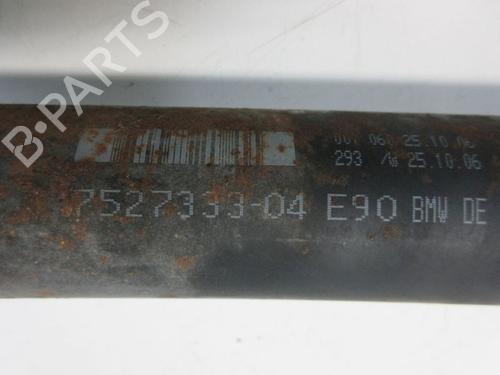 B-PARTS
25.10.06
293 25.10.06
7527333-04 E90 BMW DE